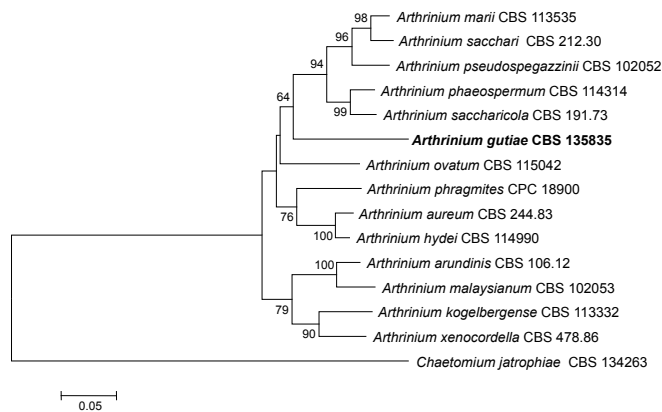 98
Arthrinium marii CBS 113535
96
Arthrinium sacchari CBS 212.30
94
Arthrinium pseudospegazzinii CBS 102052
Arthrinium phaeospermum CBS 114314
64
99
Arthrinium saccharicola CBS 191.73
Arthrinium gutiae CBS 135835
Arthrinium ovatum CBS 115042
Arthrinium phragmites CPC 18900
76
Arthrinium aureum CBS 244.83
100
Arthrinium hydei CBS 114990
100
Arthrinium arundinis CBS 106.12
Arthrinium malaysianum CBS 102053
79
Arthrinium kogelbergense CBS 113332
90
Arthrinium xenocordella CBS 478.86
Chaetomium jatrophiae CBS 134263
0.05